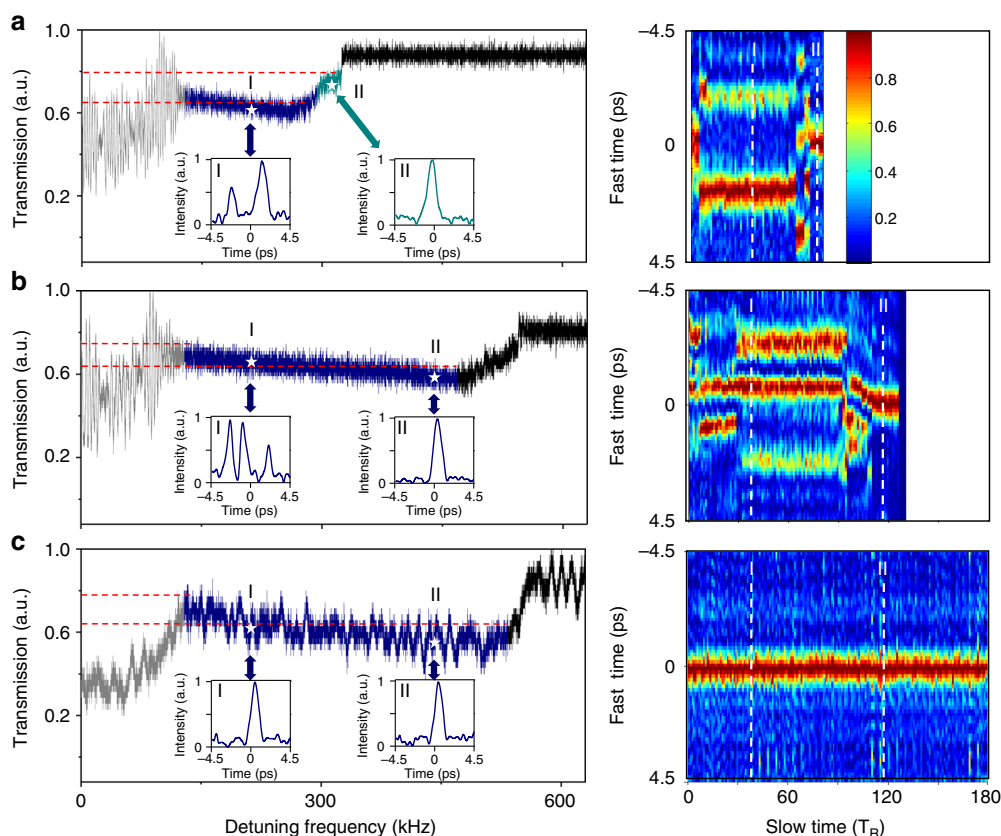 a
1.0
0.6
0.2
Transmission (a.u.)
I
II
I
1
0
Intensity (a.u.)
−4.5 0 4.5
Time (ps)
II
1
0
Intensity (a.u.)
−4.5 0 4.5
Time (ps)
−4.5
0
4.5
Fast time (ps)
I II
0.8
0.6
0.4
0.2
b
1.0
0.6
0.2
Transmission (a.u.)
I
II
I
1
0
Intensity (a.u.)
−4.5 0 4.5
Time (ps)
II
1
0
Intensity (a.u.)
−4.5 0 4.5
Time (ps)
−4.5
0
4.5
Fast time (ps)
I II
c
1.0
0.6
0.2
Transmission (a.u.)
I
II
I
1
0
Intensity (a.u.)
−4.5 0 4.5
Time (ps)
II
1
0
Intensity (a.u.)
−4.5 0 4.5
Time (ps)
0 300 600
Detuning frequency (kHz)
−4.5
0
4.5
Fast time (ps)
I II
0 60 120 180
Slow time (TR)